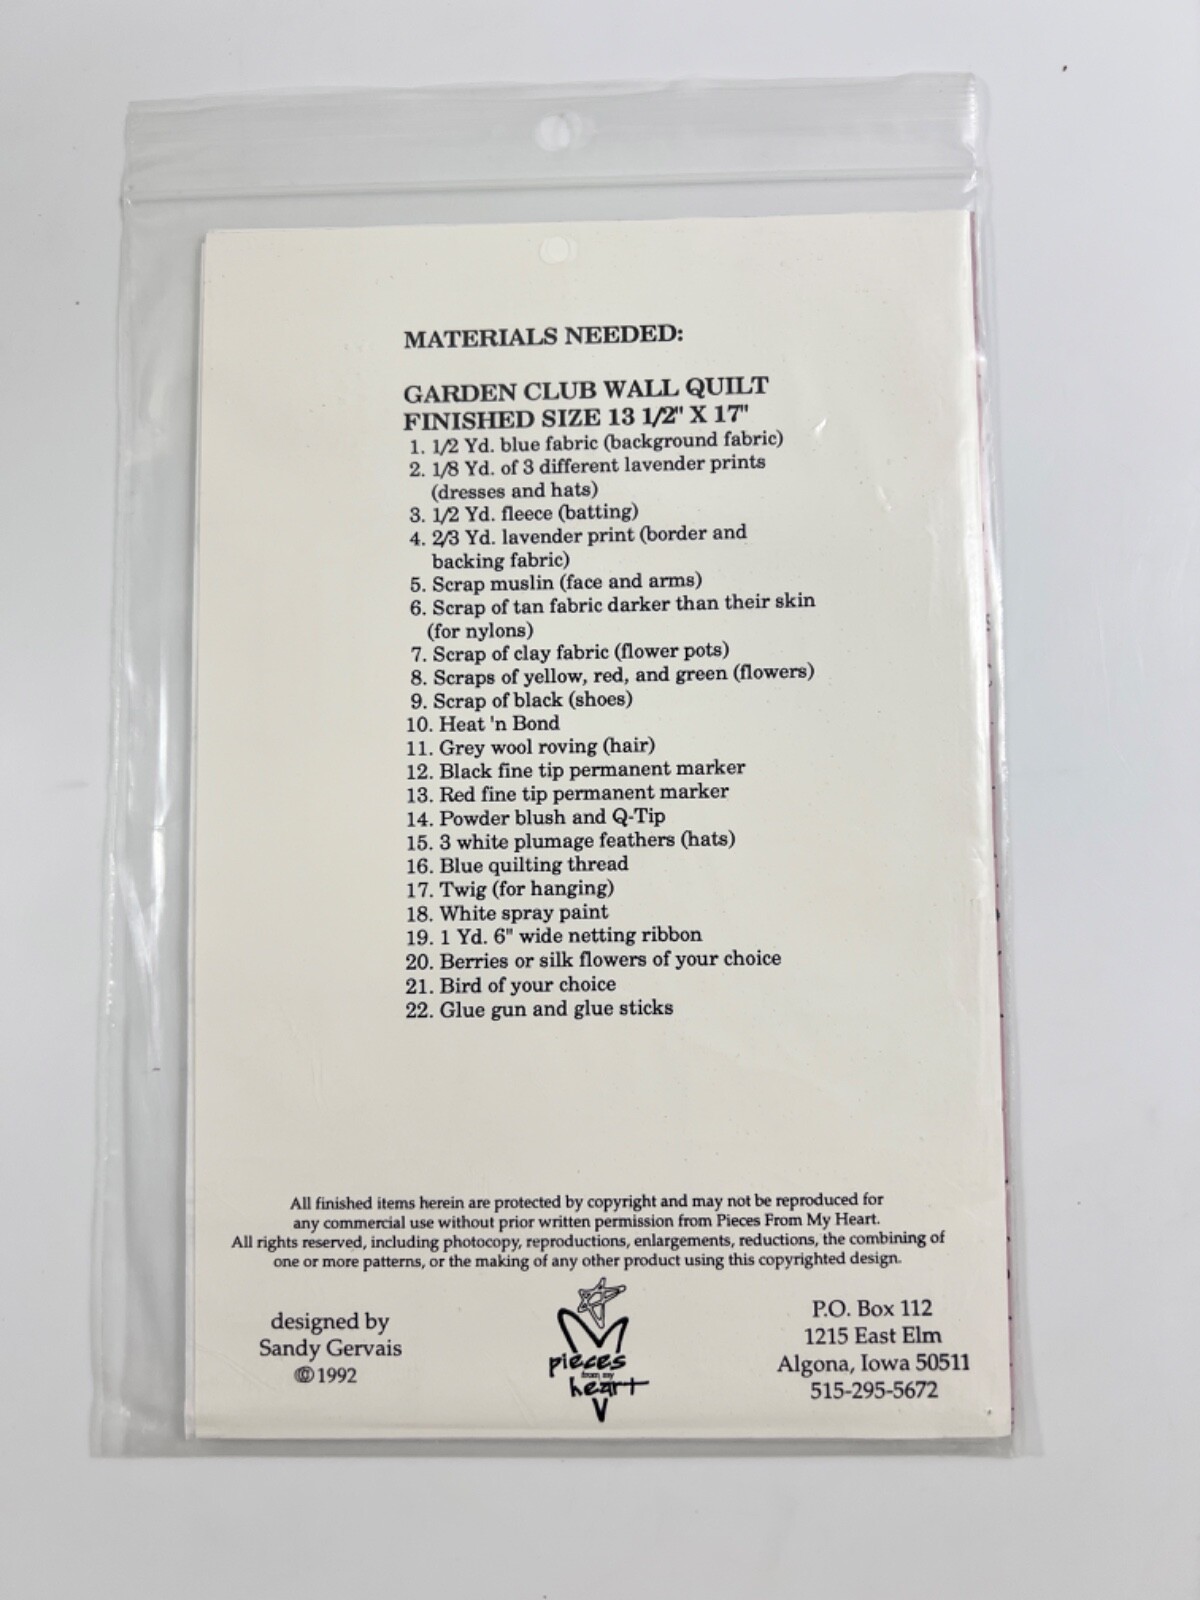 MATERIALS NEEDED:
GARDEN CLUB WALL QUILT
FINISHED SIZE 13 1/2" X 17"
1. 1/2 Yd. blue fabric (background fabric)
2. 1/8 Yd. of 3 different lavender prints
(dresses and hats)
3. 1/2 Yd. fleece (batting)
4. 2/3 Yd. lavender print (border and
backing fabric)
5. Scrap muslin (face and arms)
6. Scrap of tan fabric darker than their skin
(for nylons)
7. Scrap of clay fabric (flower pots)
8. Scraps of yellow, red, and green (flowers)
9. Scrap of black (shoes)
10. Heat 'n Bond
11. Grey wool roving (hair)
12. Black fine tip permanent marker
13. Red fine tip permanent marker
14. Powder blush and Q-Tip
15. 3 white plumage feathers (hats)
16. Blue quilting thread
17. Twig (for hanging)
18. White spray paint
19. 1 Yd. 6" wide netting ribbon
20. Berries or silk flowers of your choice
21. Bird of your choice
22. Glue gun and glue sticks
All finished items herein are protected by copyright and may not be reproduced for
any commercial use without prior written permission from Pieces From My Heart.
All rights reserved, including photocopy, reproductions, enlargements, reductions, the combining of
one or more patterns, or the making of any other product using this copyrighted design.
designed by
Sandy Gervais
© 1992
pieces
from my
heart
P.O. Box 112
1215 East Elm
Algona, Iowa 50511
515-295-5672